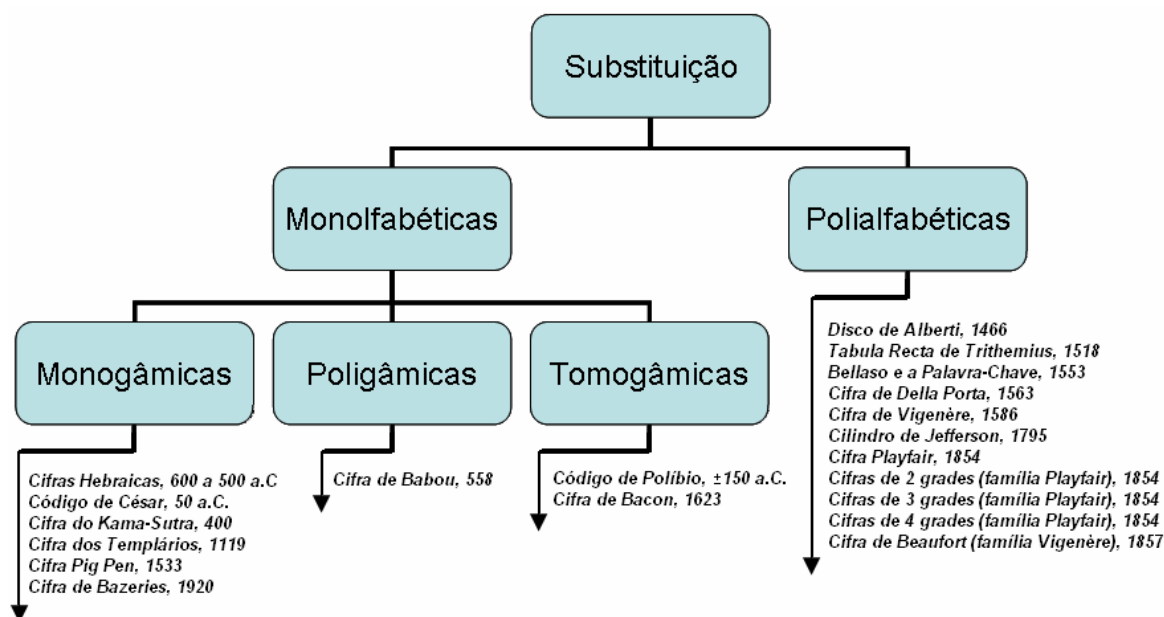 Substituição
Monolfabéticas
Polialfabéticas
Monogâmicas
Poligâmicas
Tomogâmicas
Cifras Hebraicas, 600 a 500 a.C
Código de César, 50 a.C.
Cifra do Kama-Sutra, 400
Cifra dos Templários, 1119
Cifra Pig Pen, 1533
Cifra de Bazeries, 1920
Cifra de Babou, 558
Código de Políbio, ±150 a.C.
Cifra de Bacon, 1623
Disco de Alberti, 1466
Tabula Recta de Trithemius, 1518
Bellaso e a Palavra-Chave, 1553
Cifra de Della Porta, 1563
Cifra de Vigenère, 1586
Cilindro de Jefferson, 1795
Cifra Playfair, 1854
Cifras de 2 grades (família Playfair), 1854
Cifras de 3 grades (família Playfair), 1854
Cifras de 4 grades (família Playfair), 1854
Cifra de Beaufort (família Vigenère), 1857